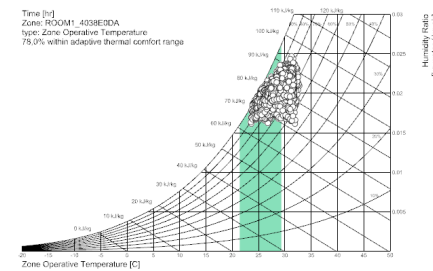 Time [hr]
Zone: ROOM1_4038E0DA
type: Zone Operative Temperature
78,0% within adaptive thermal comfort range
110 kJ/kg
100 kJ/kg
90 kJ/kg
80 kJ/kg
70 kJ/kg
60 kJ/kg
50 kJ/kg
40 kJ/kg
30 kJ/kg
20 kJ/kg
10 kJ/kg
0 kJ/kg
0.03
0.025
0.02
0.015
0.01
0.005
Humidity Ratio
-20 -15 -10 -5 0 5 10 15 20 25 30 35 40 45 50
Zone Operative Temperature [C]